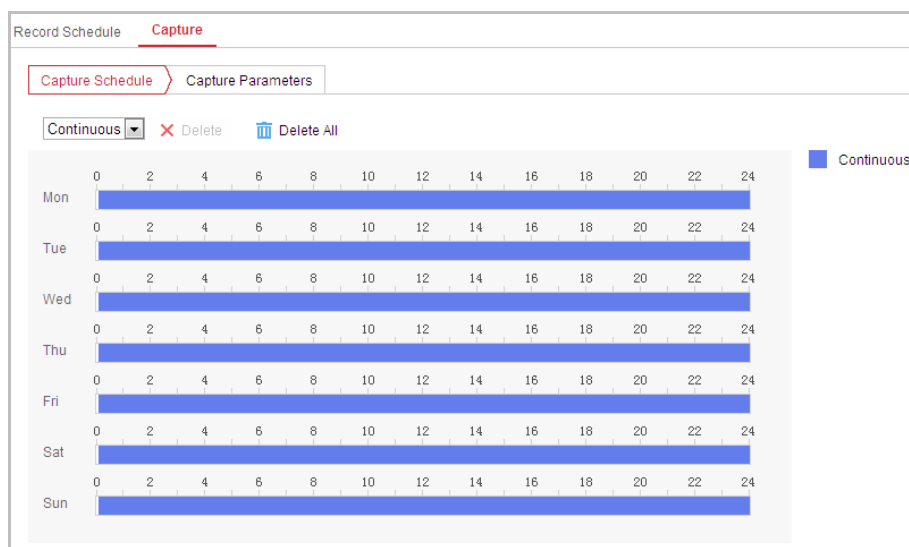 Record Schedule Capture
Capture Schedule Capture Parameters
Continuous Delete Delete All
Continuous
0 2 4 6 8 10 12 14 16 18 20 22 24
Mon
0 2 4 6 8 10 12 14 16 18 20 22 24
Tue
0 2 4 6 8 10 12 14 16 18 20 22 24
Wed
0 2 4 6 8 10 12 14 16 18 20 22 24
Thu
0 2 4 6 8 10 12 14 16 18 20 22 24
Fri
0 2 4 6 8 10 12 14 16 18 20 22 24
Sat
0 2 4 6 8 10 12 14 16 18 20 22 24
Sun